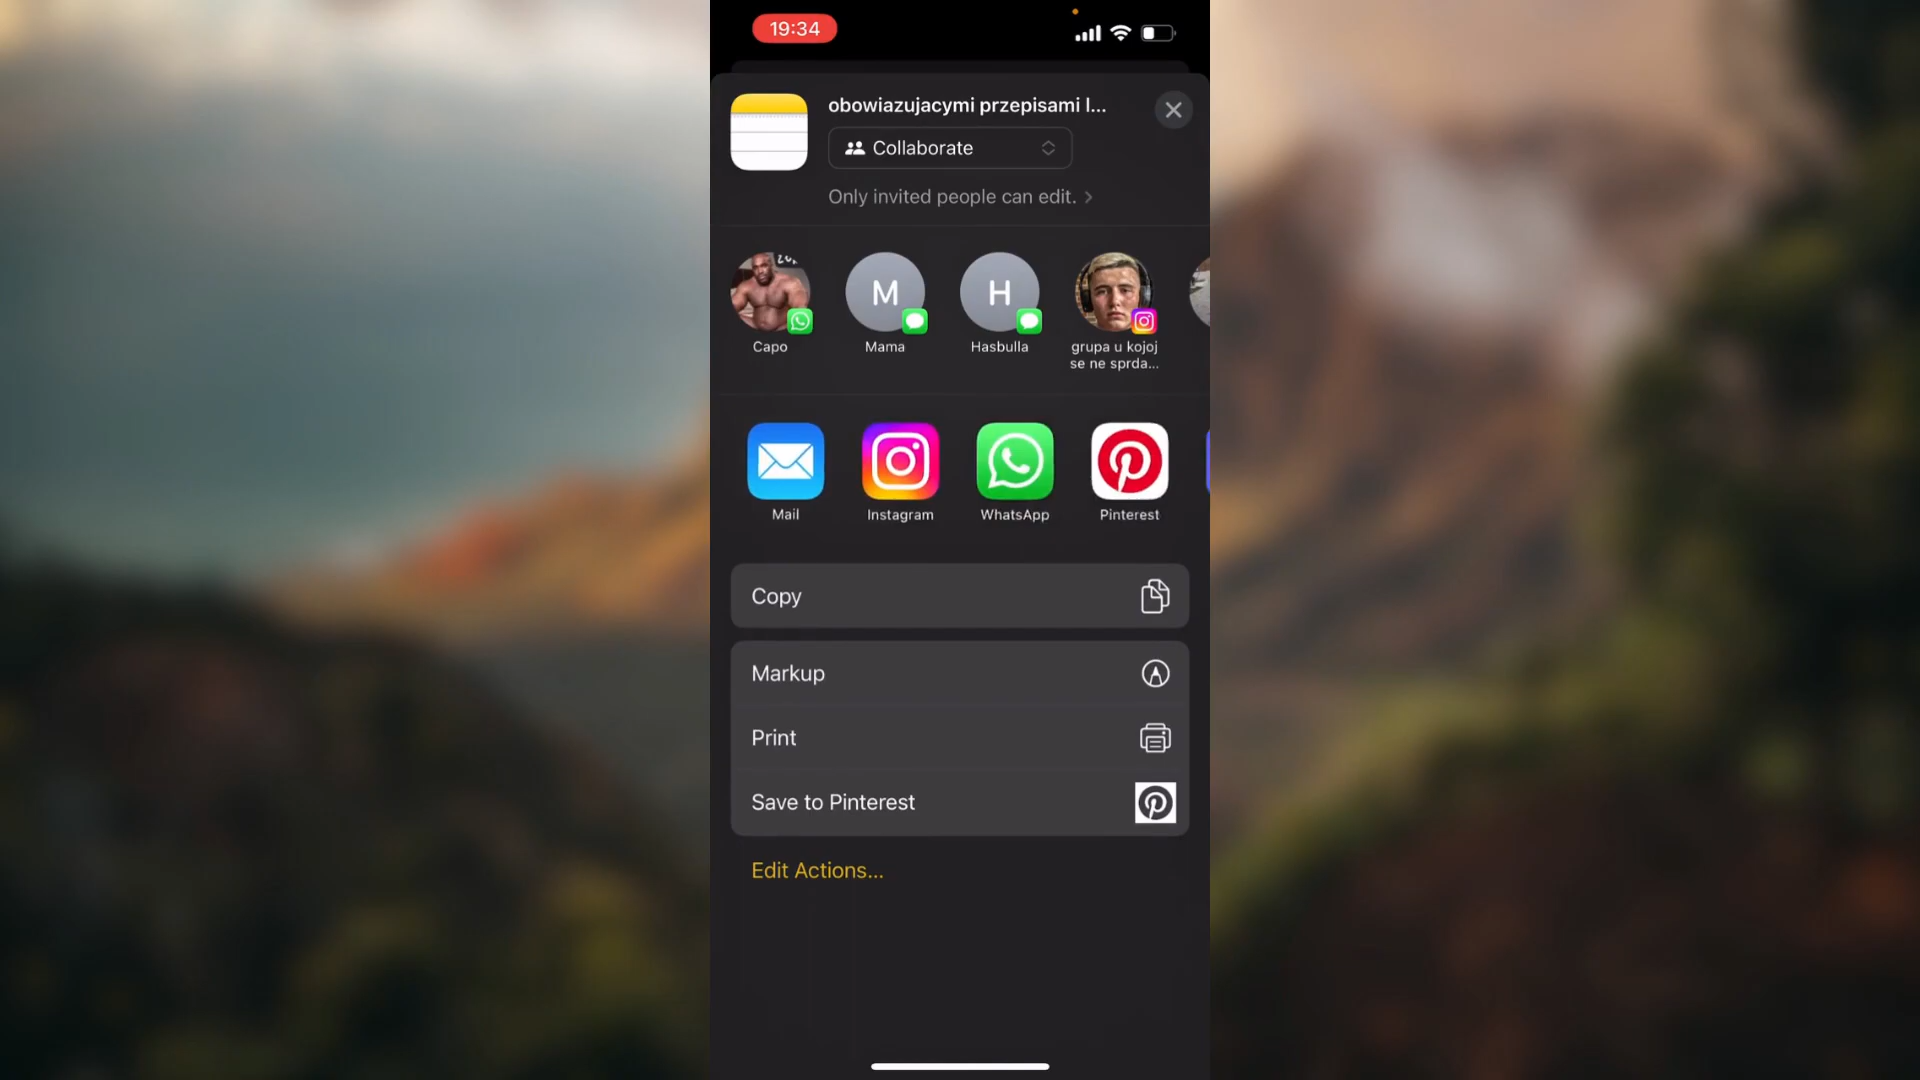 19:34
obowiazujacymi przepisami l...
Collaborate
Only invited people can edit.
Capo
M
Mama
H
Hasbulla
grupa u kojoj
se ne sprda...
Mail
Instagram
WhatsApp
Pinterest
Copy
Markup
Print
Save to Pinterest
Edit Actions...